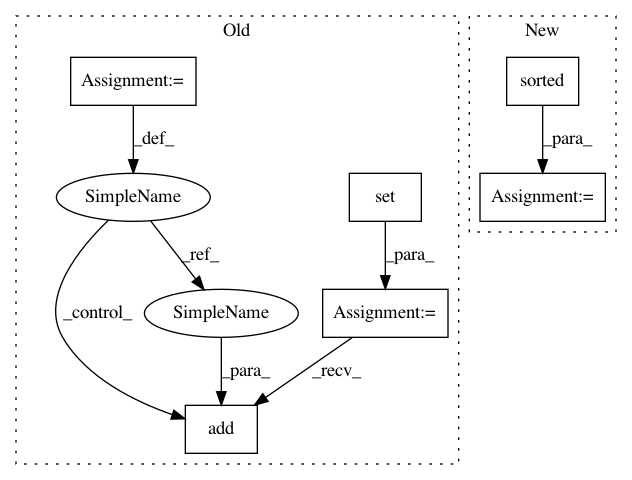 Old
New
Assignment:=
sorted
_def_
_para_
SimpleName
set
Assignment:=
_ref_
_para_
_control_
SimpleName
Assignment:=
_para_
_recv_
add